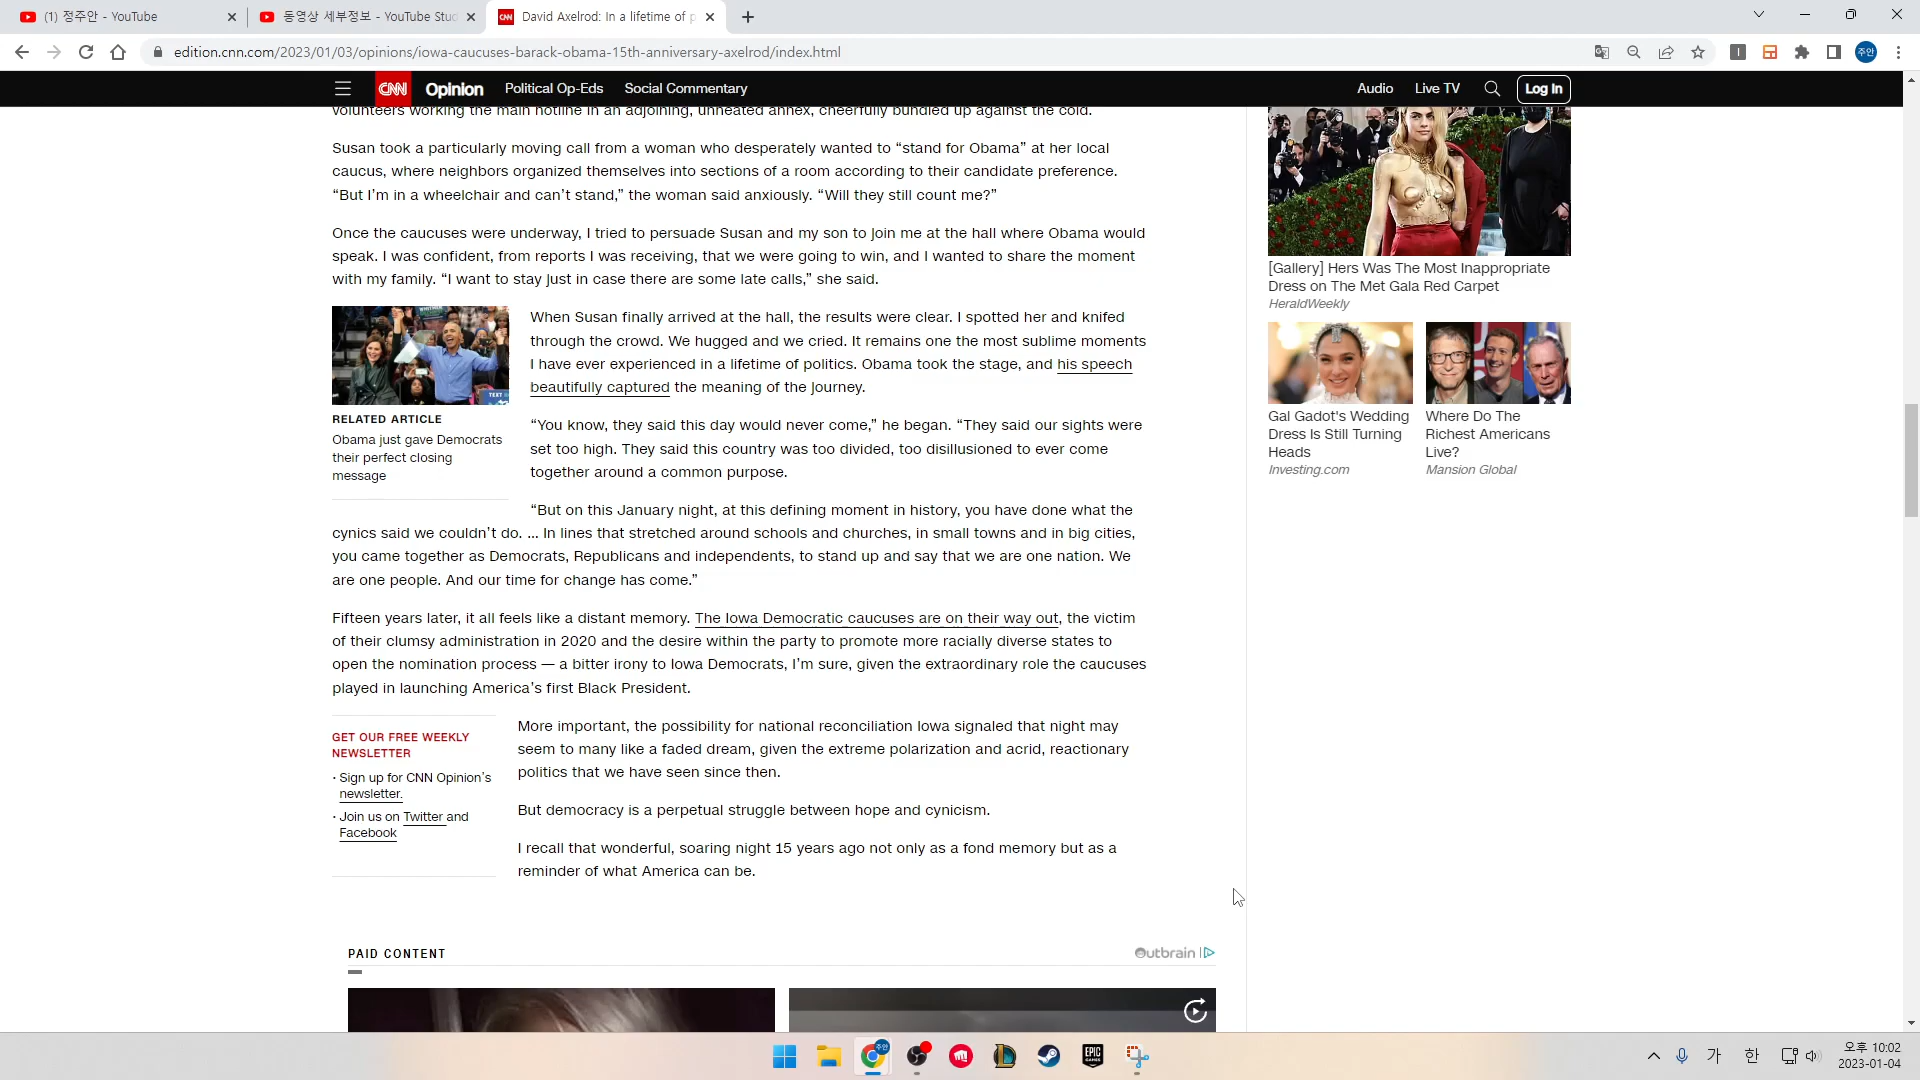 (1) 정주안 - YouTube
동영상 세부정보 - YouTube Stud
CNN
David Axelrod: In a lifetime of p
edition.cnn.com/2023/01/03/opinions/iowa-caucuses-barack-obama-15th-anniversary-axelrod/index.html
주안
CNN Opinion Political Op-Eds Social Commentary
Audio Live TV Log In
volunteers working the main hotline in an adjoining, unheated annex, cheerfully bundled up against the cold.
Susan took a particularly moving call from a woman who desperately wanted to “stand for Obama” at her local
caucus, where neighbors organized themselves into sections of a room according to their candidate preference.
“But I’m in a wheelchair and can’t stand,” the woman said anxiously. “Will they still count me?”
Once the caucuses were underway, I tried to persuade Susan and my son to join me at the hall where Obama would
speak. I was confident, from reports I was receiving, that we were going to win, and I wanted to share the moment
with my family. “I want to stay just in case there are some late calls,” she said.
RELATED ARTICLE
Obama just gave Democrats
their perfect closing
message
When Susan finally arrived at the hall, the results were clear. I spotted her and knifed
through the crowd. We hugged and we cried. It remains one the most sublime moments
I have ever experienced in a lifetime of politics. Obama took the stage, and his speech
beautifully captured the meaning of the journey.
“You know, they said this day would never come,” he began. “They said our sights were
set too high. They said this country was too divided, too disillusioned to ever come
together around a common purpose.
“But on this January night, at this defining moment in history, you have done what the
cynics said we couldn’t do. ... In lines that stretched around schools and churches, in small towns and in big cities,
you came together as Democrats, Republicans and independents, to stand up and say that we are one nation. We
are one people. And our time for change has come.”
Fifteen years later, it all feels like a distant memory. The Iowa Democratic caucuses are on their way out, the victim
of their clumsy administration in 2020 and the desire within the party to promote more racially diverse states to
open the nomination process — a bitter irony to Iowa Democrats, I’m sure, given the extraordinary role the caucuses
played in launching America’s first Black President.
GET OUR FREE WEEKLY
NEWSLETTER
· Sign up for CNN Opinion’s
newsletter.
· Join us on Twitter and
Facebook
More important, the possibility for national reconciliation Iowa signaled that night may
seem to many like a faded dream, given the extreme polarization and acrid, reactionary
politics that we have seen since then.
But democracy is a perpetual struggle between hope and cynicism.
I recall that wonderful, soaring night 15 years ago not only as a fond memory but as a
reminder of what America can be.
PAID CONTENT
Outbrain
[Gallery] Hers Was The Most Inappropriate
Dress on The Met Gala Red Carpet
HeraldWeekly
Gal Gadot's Wedding
Dress Is Still Turning
Heads
Investing.com
Where Do The
Richest Americans
Live?
Mansion Global
주안
EPIC
GAMES
가
한
오후 10:02
2023-01-04